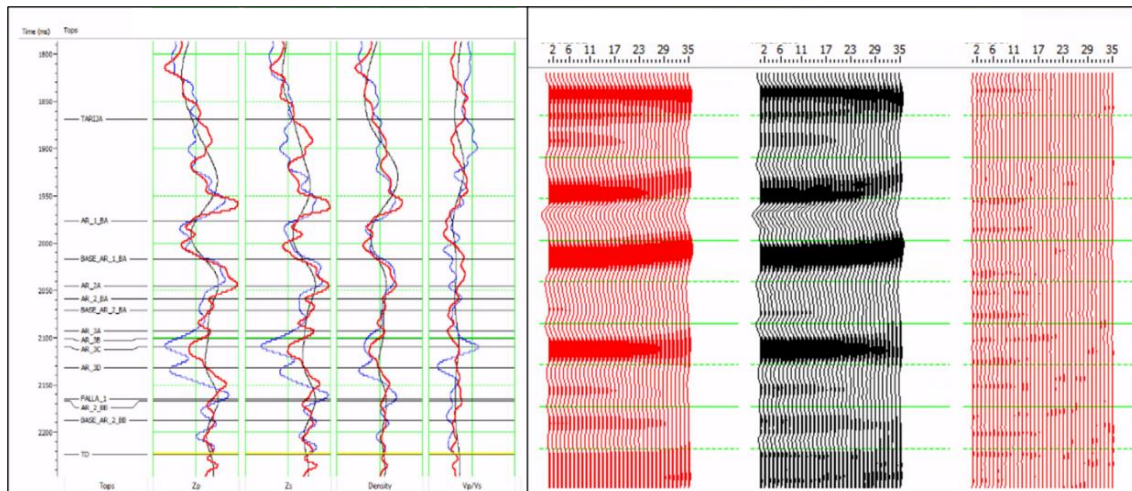 Time (ms) Tops
2 6 11 17 23 29 35
2 6 11 17 23 29 35
2 6 11 17 23 29 35
1800
1850
TARIJA
1900
1950
AR_1_BA
2000
BASE_AR_1_BA
AR_2A
2050
AR_2_BA
BASE_AR_2_BA
AR_3A
2100
AR_3B
AR_3C
AR_3D
2150
FALLA_1
AR_2_BB
BASE_AR_2_BB
2200
TD
Tops Zp Zs Density Vp/Vs